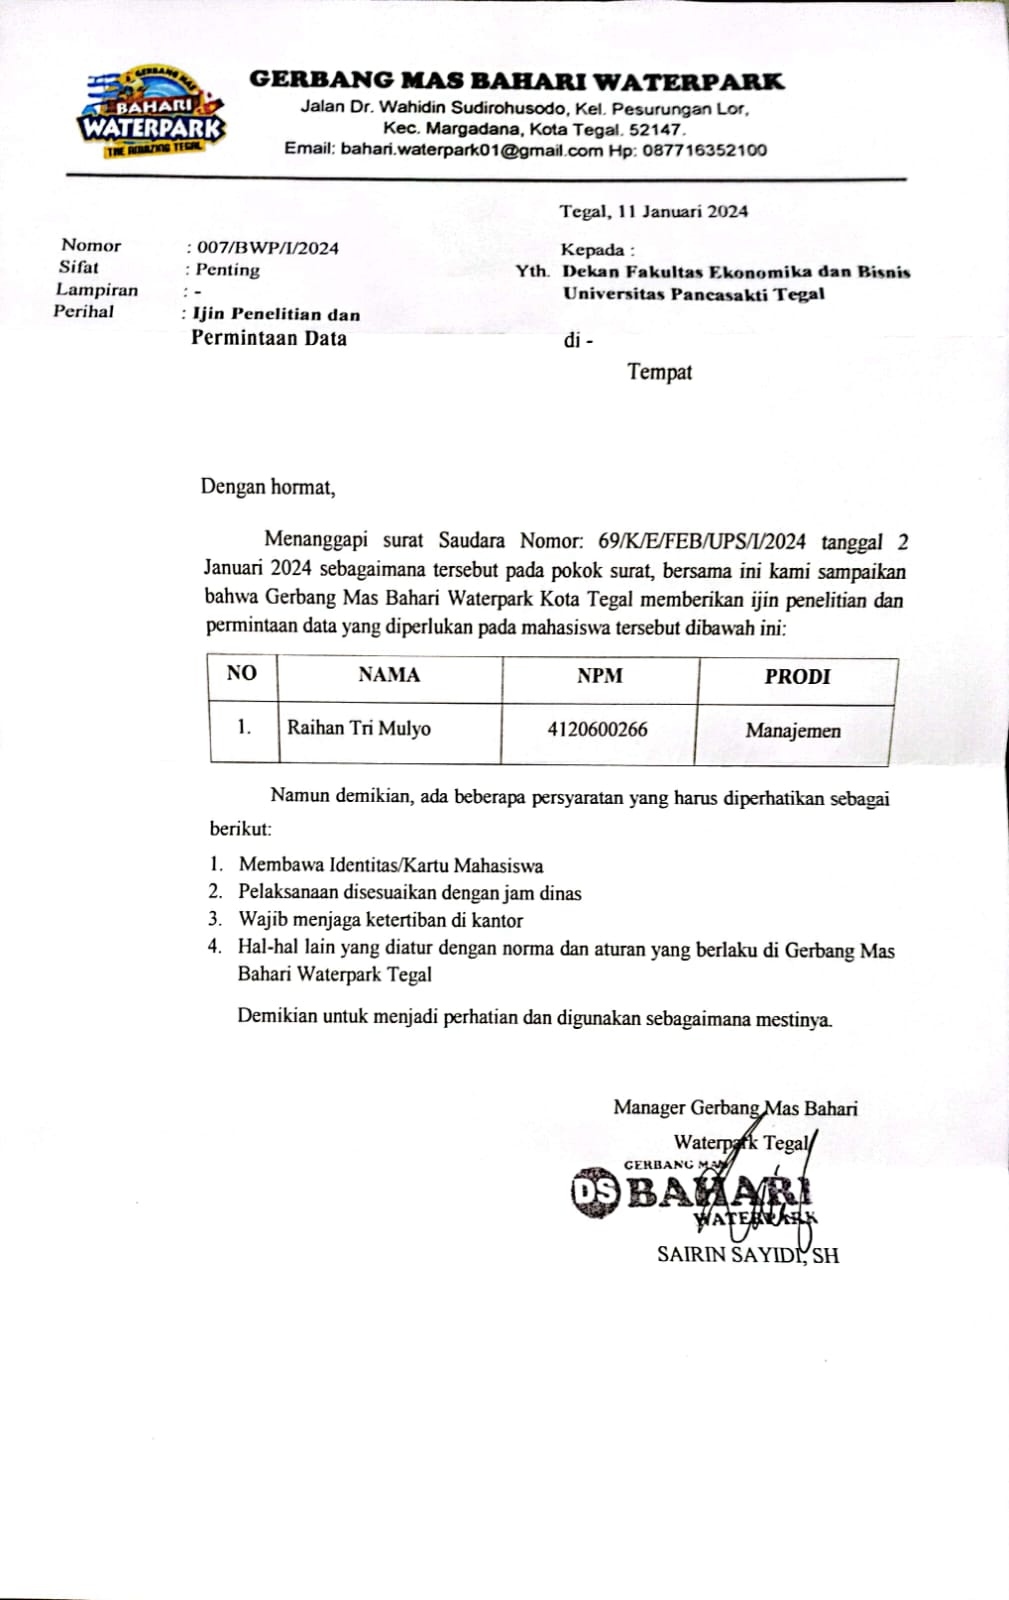 GERBANG MAS
BAHARI
WATERPARK
THE AMAZING TEGAL
GERBANG MAS BAHARI WATERPARK
Jalan Dr. Wahidin Sudirohusodo, Kel. Pesurungan Lor,
Kec. Margadana, Kota Tegal. 52147.
Email: bahari.waterpark01@gmail.com Hp: 087716352100
Tegal, 11 Januari 2024
Nomor : 007/BWP/I/2024
Sifat : Penting
Lampiran : -
Perihal : Ijin Penelitian dan
Permintaan Data
Kepada :
Yth. Dekan Fakultas Ekonomika dan Bisnis
Universitas Pancasakti Tegal
di -
Tempat
Dengan hormat,
Menanggapi surat Saudara Nomor: 69/K/E/FEB/UPS/I/2024 tanggal 2
Januari 2024 sebagaimana tersebut pada pokok surat, bersama ini kami sampaikan
bahwa Gerbang Mas Bahari Waterpark Kota Tegal memberikan ijin penelitian dan
permintaan data yang diperlukan pada mahasiswa tersebut dibawah ini:
NO NAMA NPM PRODI
1. Raihan Tri Mulyo 4120600266 Manajemen
Namun demikian, ada beberapa persyaratan yang harus diperhatikan sebagai
berikut:
1. Membawa Identitas/Kartu Mahasiswa
2. Pelaksanaan disesuaikan dengan jam dinas
3. Wajib menjaga ketertiban di kantor
4. Hal-hal lain yang diatur dengan norma dan aturan yang berlaku di Gerbang Mas
Bahari Waterpark Tegal
Demikian untuk menjadi perhatian dan digunakan sebagaimana mestinya.
Manager Gerbang Mas Bahari
Waterpark Tegal
GERBANG MAS
DS BAHARI
WATERPARK
SAIRIN SAYIDI, SH